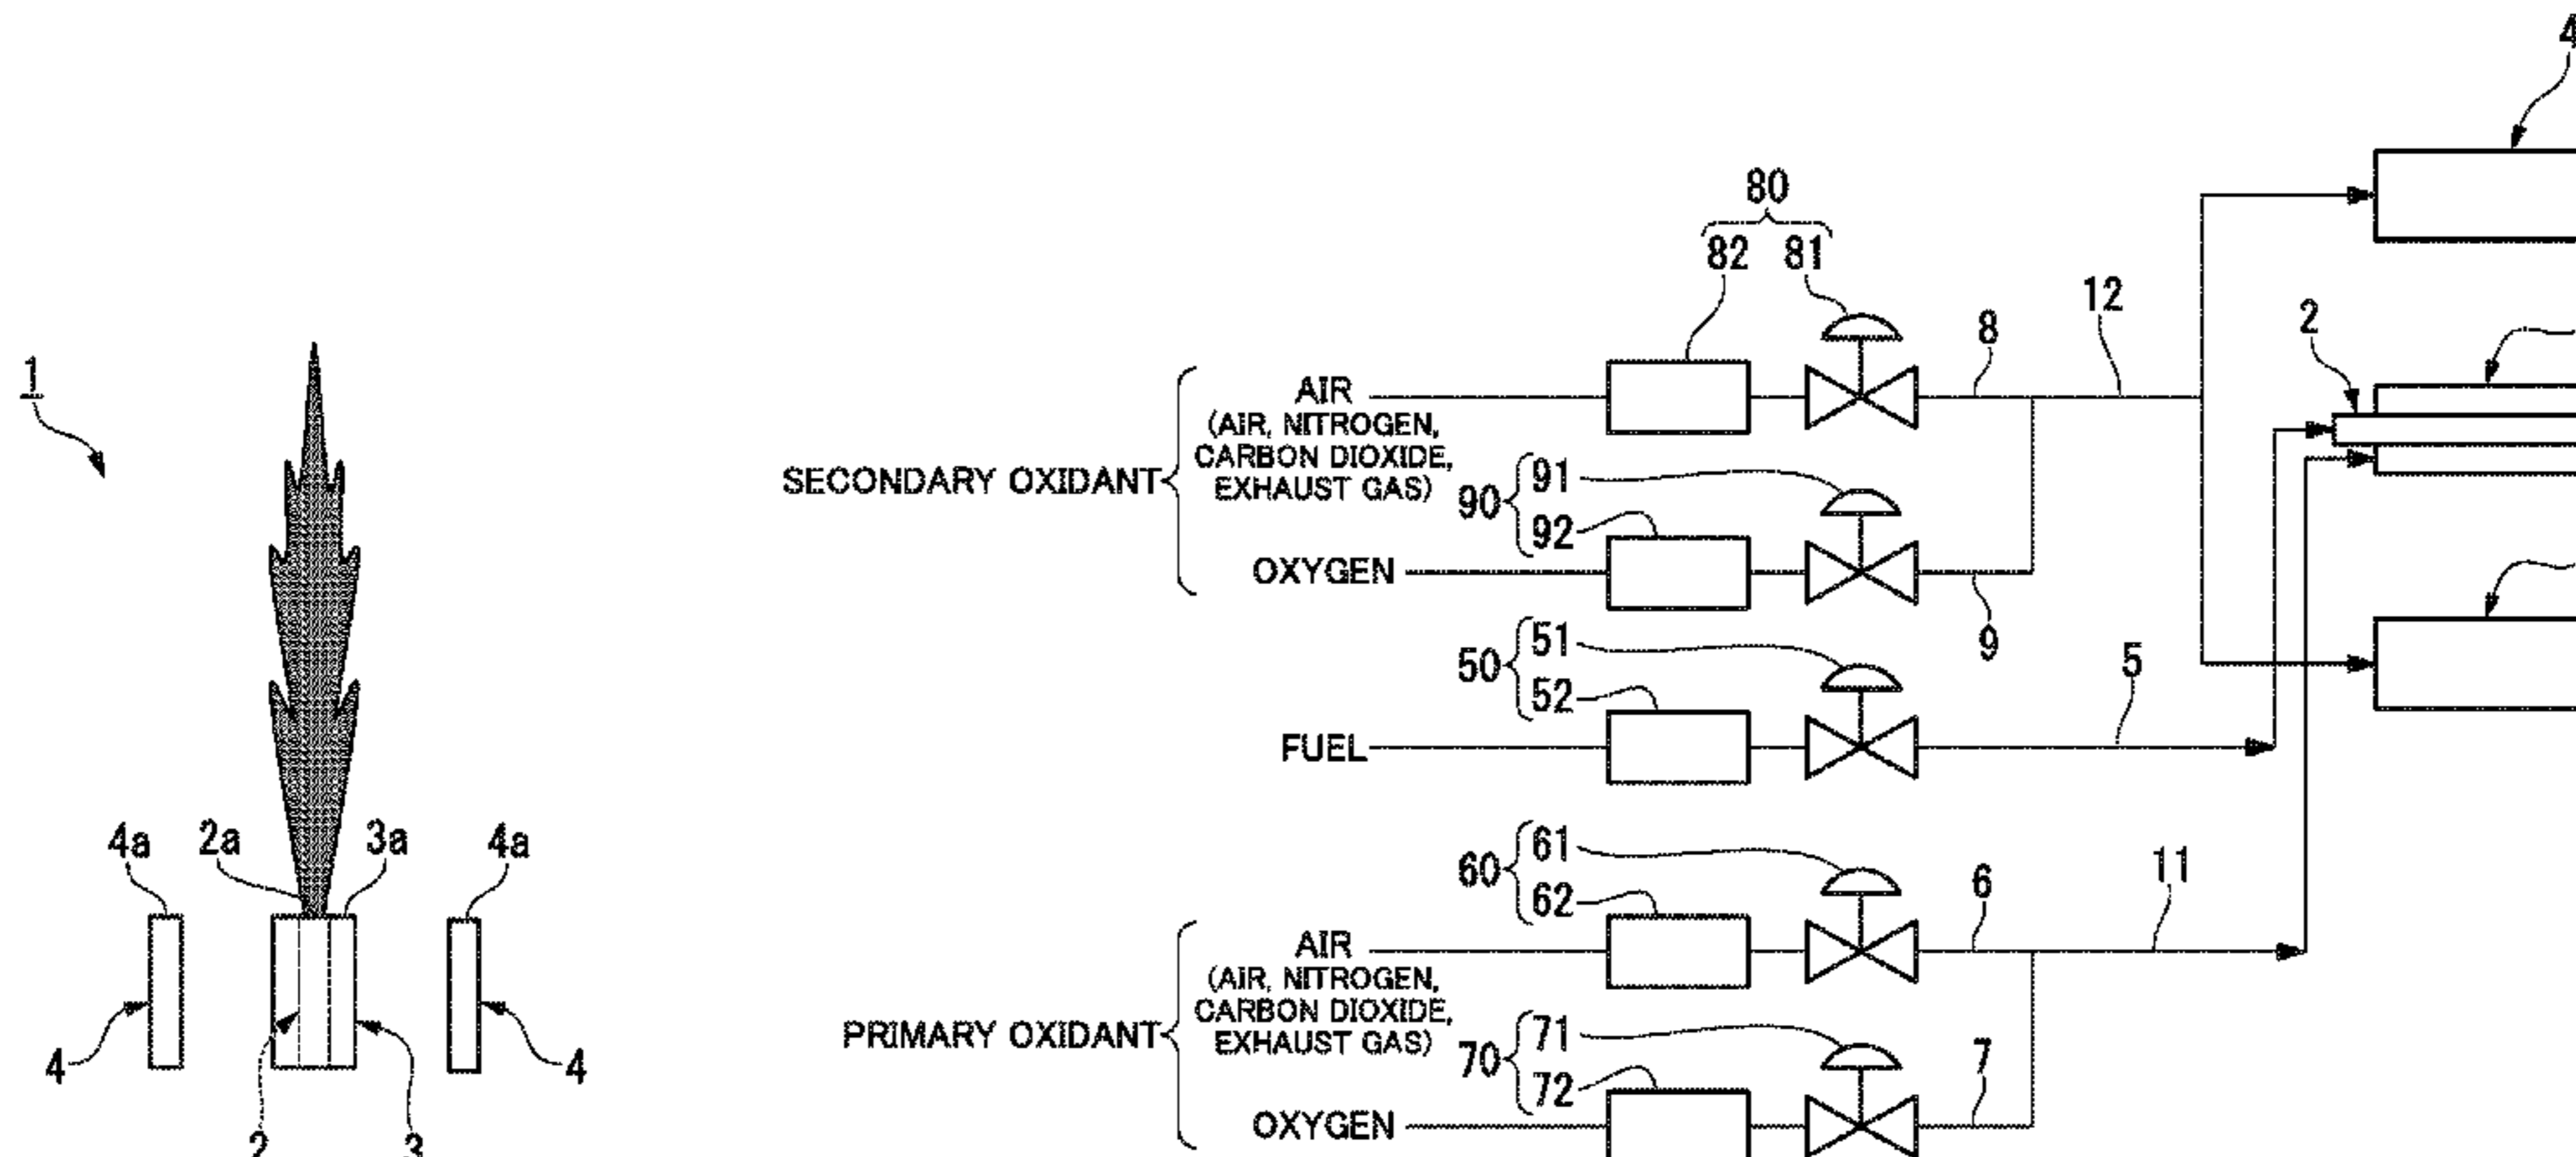 4
80
82 81
12
2
8
1
AIR
(AIR, NITROGEN,
CARBON DIOXIDE,
EXHAUST GAS)
SECONDARY OXIDANT
90
91
92
OXYGEN
9
50
51
52
5
FUEL
4a 2a 3a 4a
60
61
62
6
11
AIR
(AIR, NITROGEN,
CARBON DIOXIDE,
EXHAUST GAS)
PRIMARY OXIDANT
70
71
72
7
4 4
OXYGEN
2 3